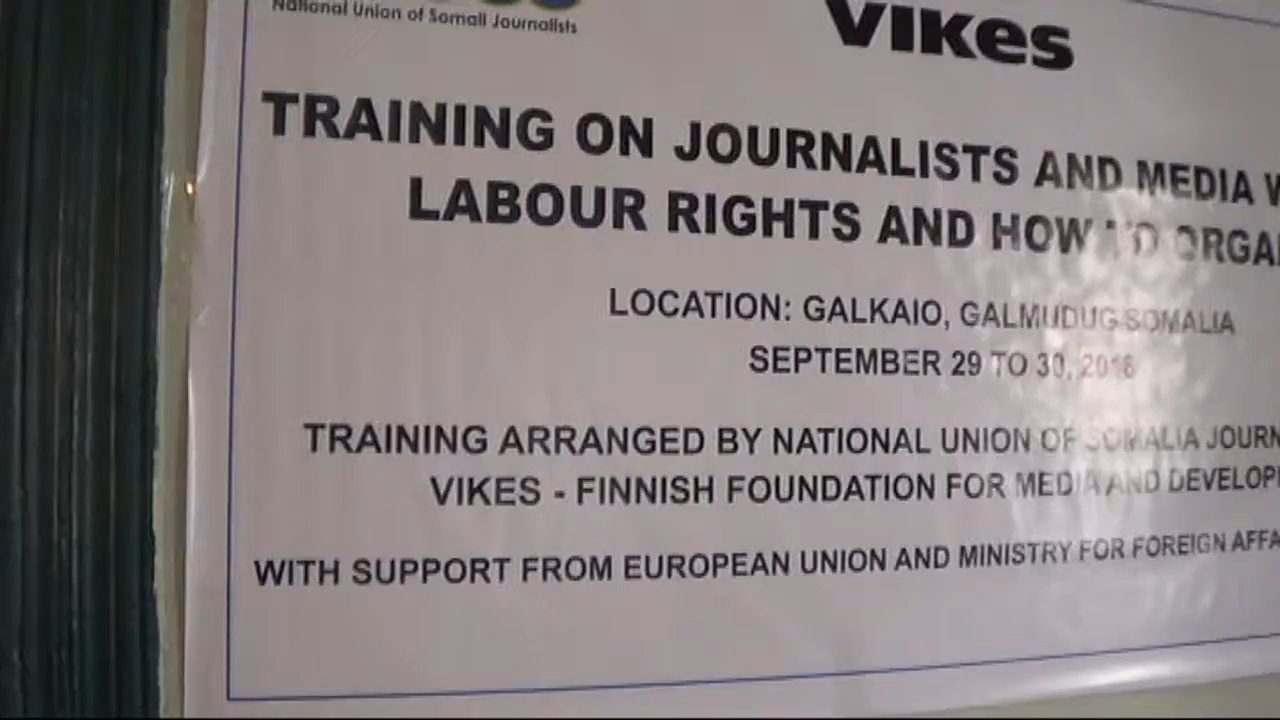 National Union of Somali Journalists
VIKes
TRAINING ON JOURNALISTS AND MEDIA
LABOUR RIGHTS AND HOW TO
LOCATION: GALKAIO, GALMUDUG SOMALIA
SEPTEMBER 29 TO 30,
TRAINING ARRANGED BY NATIONAL UNION OF SOMALIA
VIKES - FINNISH FOUNDATION FOR MEDIA AND
WITH SUPPORT FROM EUROPEAN UNION AND MINISTRY FOR FOREIGN